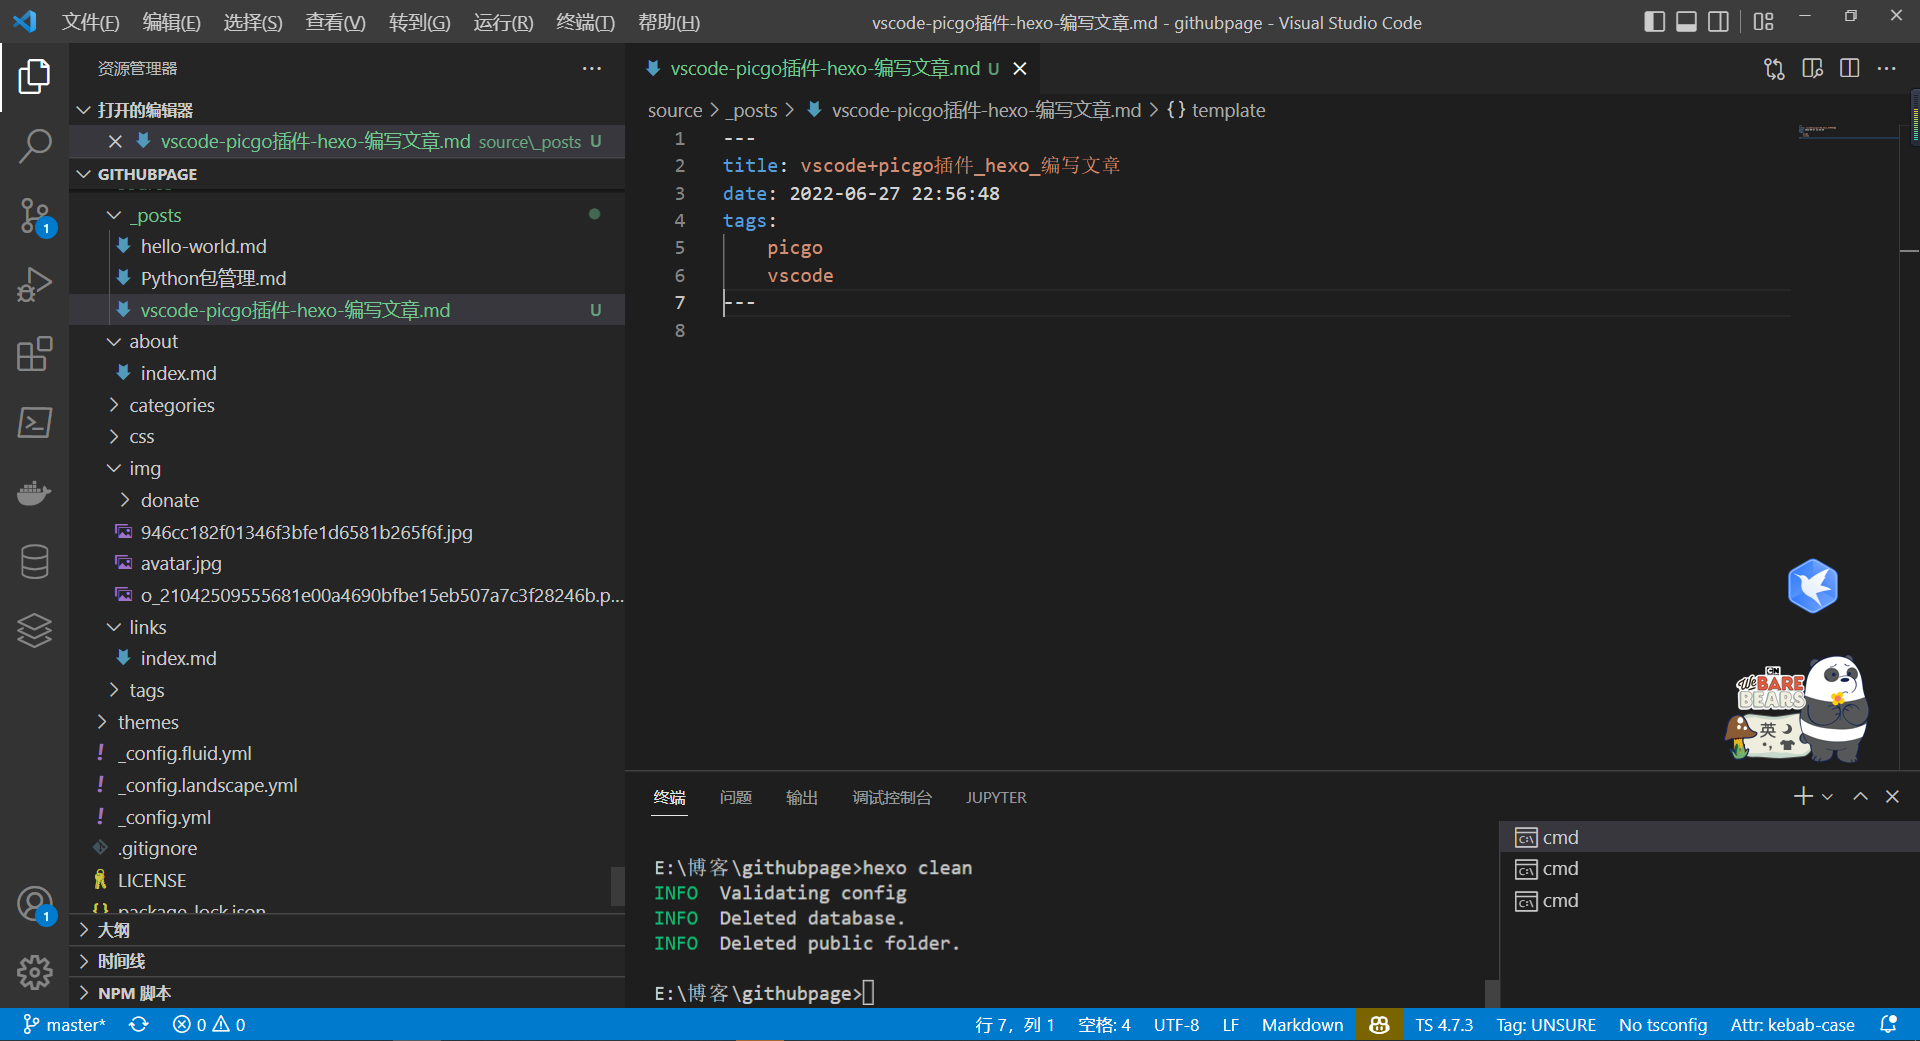 文件(F) 编辑(E) 选择(S) 查看(V) 转到(G) 运行(R) 终端(T) 帮助(H) vscode-picgo插件-hexo-编写文章.md - githubpage - Visual Studio Code
资源管理器
打开的编辑器
vscode-picgo插件-hexo-编写文章.md source\_posts U
GITHUBPAGE
_posts
hello-world.md
Python包管理.md
vscode-picgo插件-hexo-编写文章.md U
about
index.md
categories
css
img
donate
946cc182f01346f3bfe1d6581b265f6f.jpg
avatar.jpg
o_21042509555681e00a4690bfbe15eb507a7c3f28246b.p...
links
index.md
tags
themes
_config.fluid.yml
_config.landscape.yml
_config.yml
.gitignore
LICENSE
package-lock.json
大纲
时间线
NPM 脚本
1
1
vscode-picgo插件-hexo-编写文章.md U
source > _posts > vscode-picgo插件-hexo-编写文章.md > {} template
1 ---
2 title: vscode+picgo插件_hexo_编写文章
3 date: 2022-06-27 22:56:48
4 tags:
5 picgo
6 vscode
7 ---
8
CN
We BARE
BEARS
英
终端 问题 输出 调试控制台 JUPYTER
E:\博客\githubpage>hexo clean
INFO Validating config
INFO Deleted database.
INFO Deleted public folder.
E:\博客\githubpage>
cmd
cmd
cmd
master* 0 0 行 7，列 1 空格: 4 UTF-8 LF Markdown TS 4.7.3 Tag: UNSURE No tsconfig Attr: kebab-case